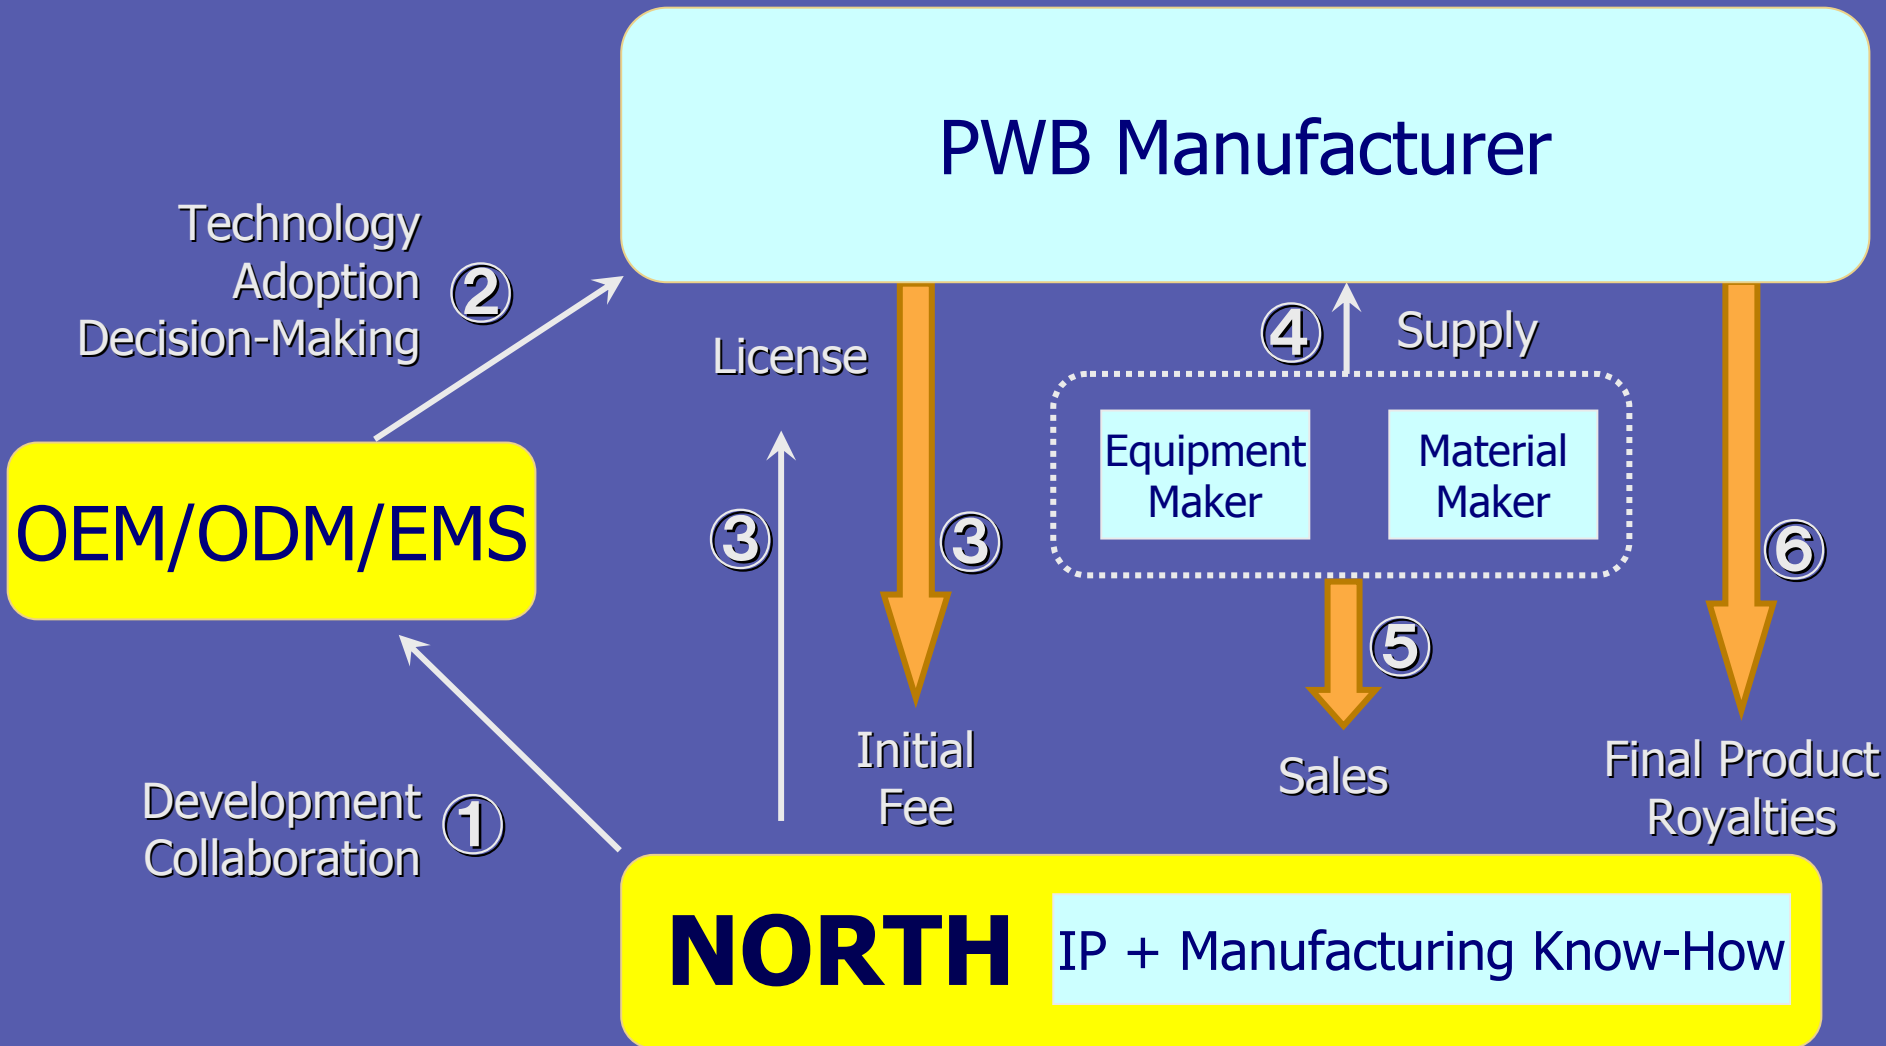 PWB Manufacturer
Technology
Adoption
Decision-Making
②
License
④
Supply
Equipment
Maker
Material
Maker
OEM/ODM/EMS
③
③
⑥
⑤
Initial
Fee
Sales
Final Product
Royalties
Development
Collaboration
①
NORTH
IP + Manufacturing Know-How